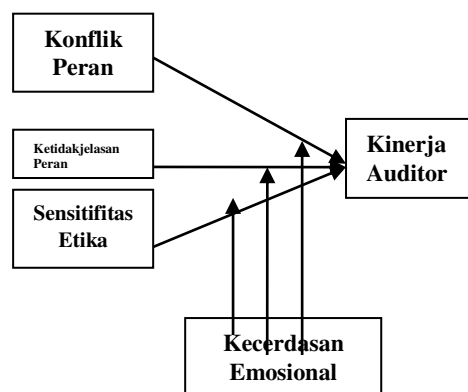 Konflik
Peran
Ketidakjelasan
Peran
Kinerja
Auditor
Sensitifitas
Etika
Kecerdasan
Emosional